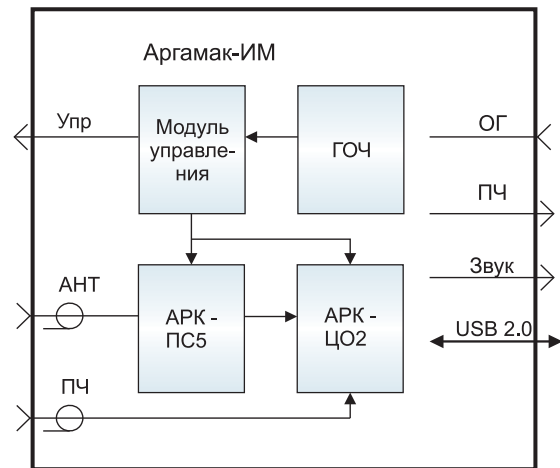 Аргамак-ИМ
Упр
Модуль
управле-
ния
ГОЧ
ОГ
ПЧ
Звук
АНТ
АРК -
ПС5
АРК -
ЦО2
USB 2.0
ПЧ